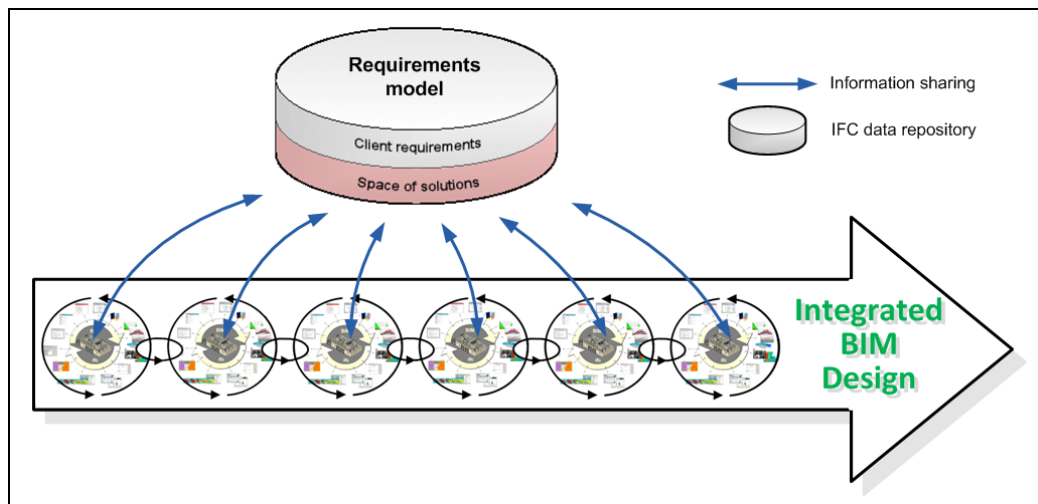 Requirements
model
Client requirements
Space of solutions
Information sharing
IFC data repository
Integrated
BIM
Design